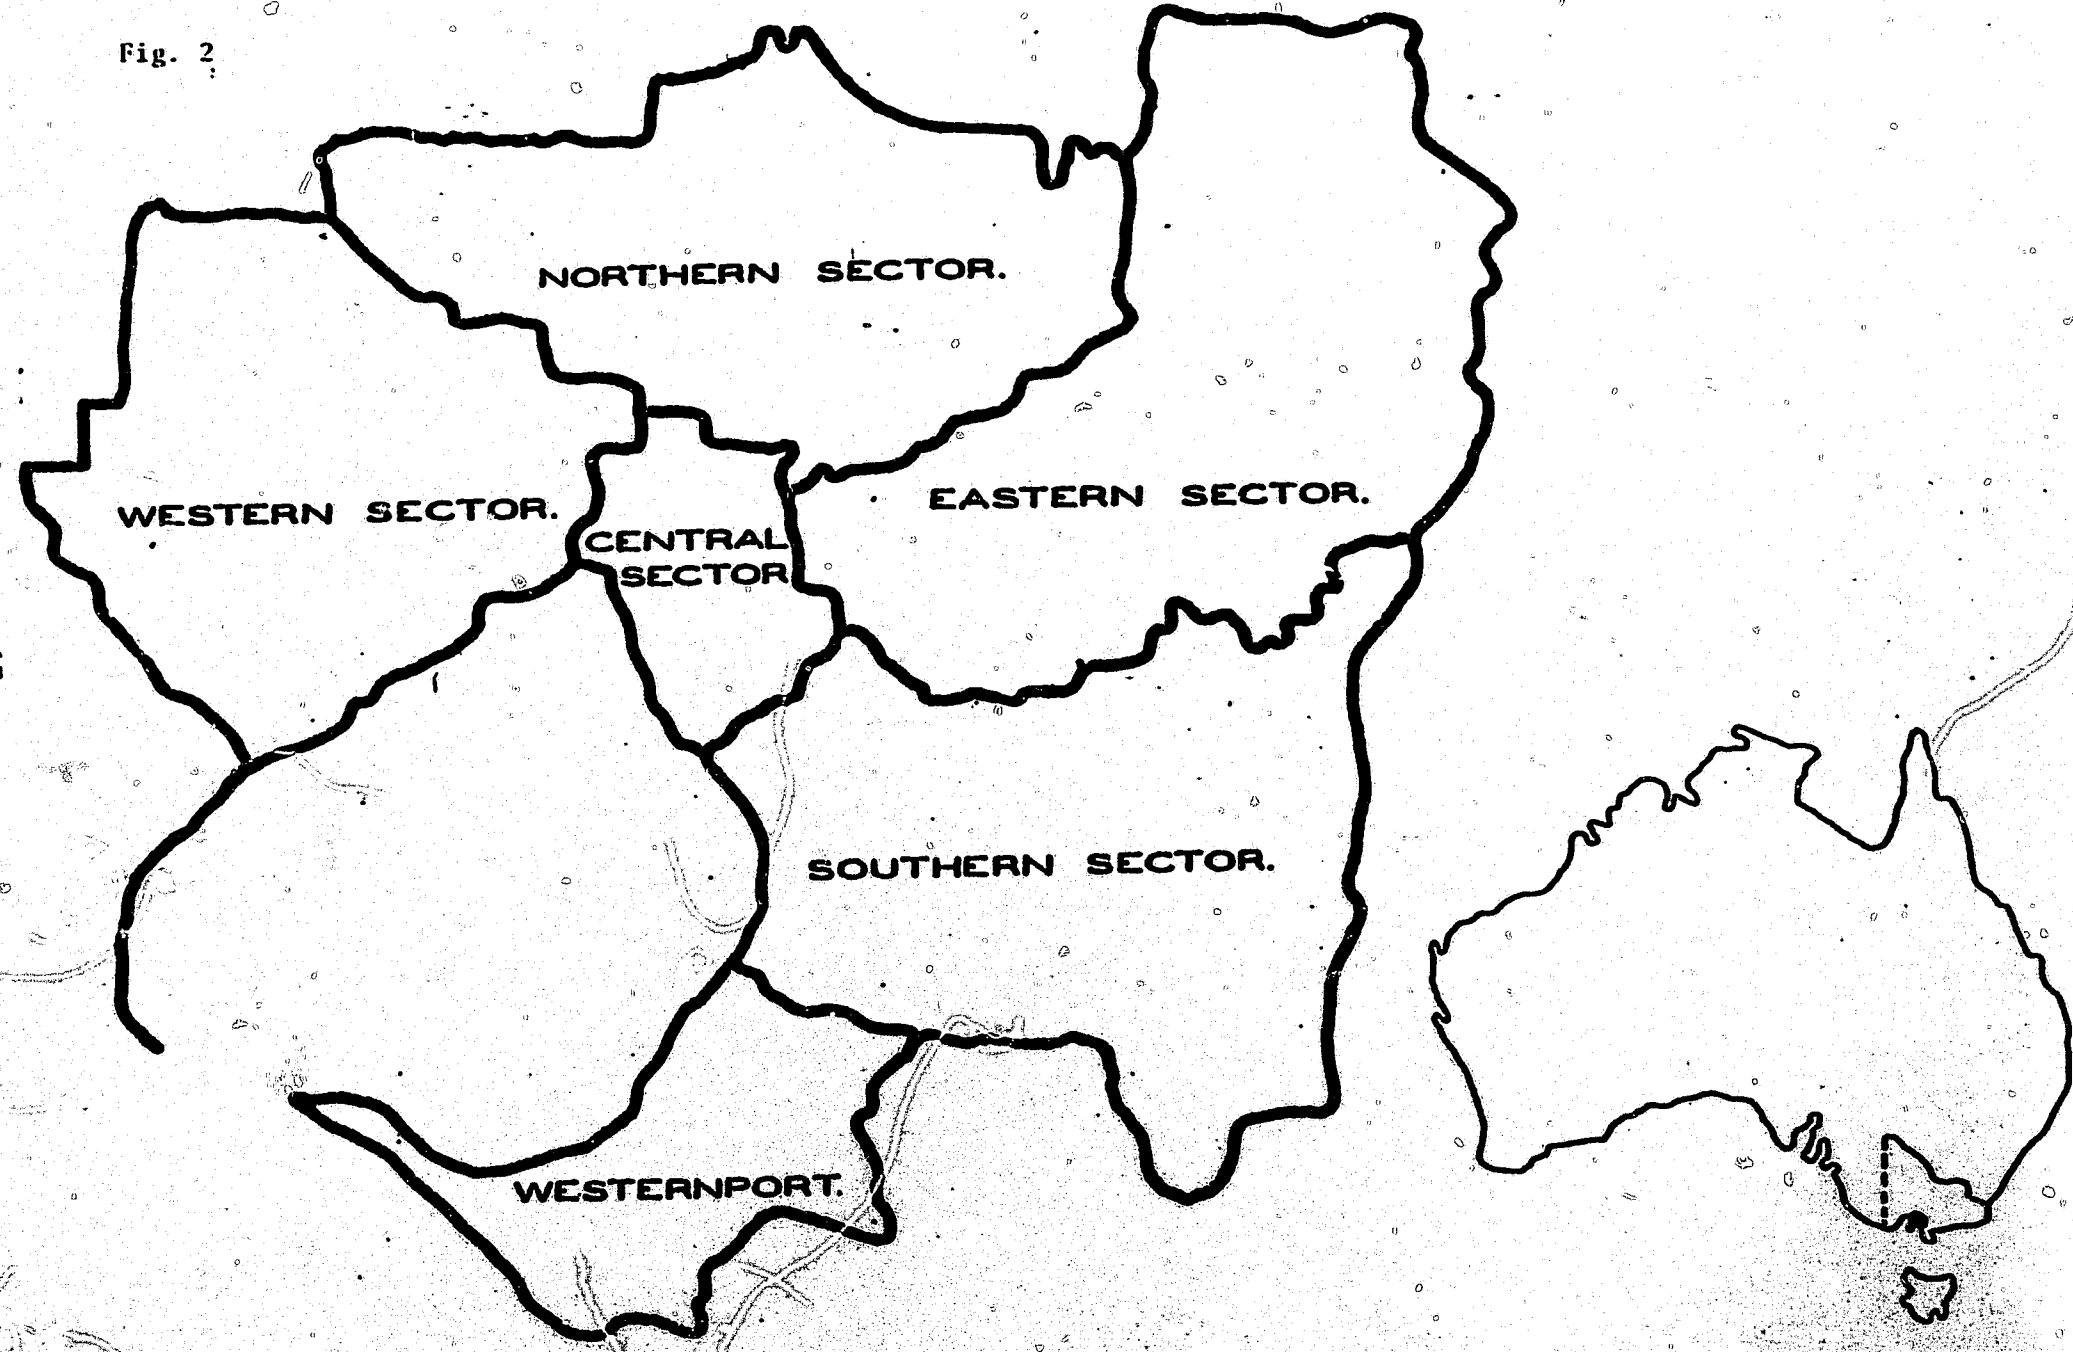 Fig. 2
NORTHERN SECTOR.
WESTERN SECTOR.
EASTERN SECTOR.
CENTRAL
SECTOR
SOUTHERN SECTOR.
WESTERNPORT.